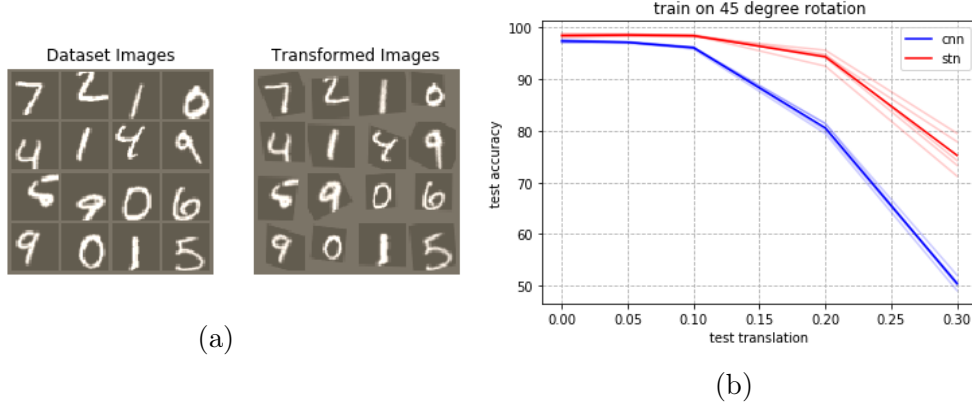 Dataset Images
7 2 1 0
4 1 4 9
5 9 0 6
9 0 1 5
Transformed Images
7 2 1 0
4 1 4 9
5 9 0 6
9 0 1 5
(a)
train on 45 degree rotation
cnn
stn
test accuracy
100
90
80
70
60
50
0.00 0.05 0.10 0.15 0.20 0.25 0.30
test translation
(b)